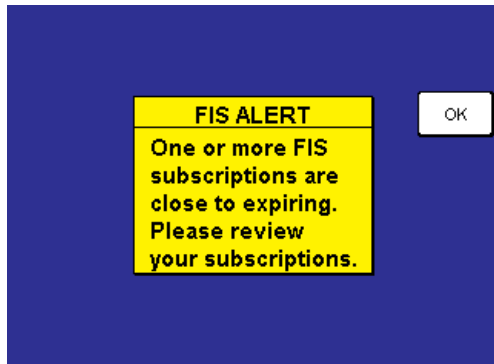 FIS ALERT
OK
One or more FIS
subscriptions are
close to expiring.
Please review
your subscriptions.